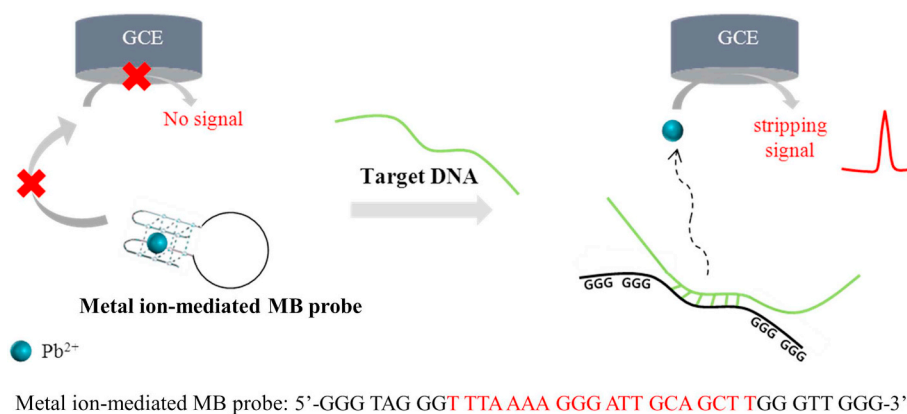 GCE
No signal
Metal ion-mediated MB probe
Pb²⁺
Target DNA
GCE
stripping
signal
GGG GGG
GGG GGG
Metal ion-mediated MB probe: 5’-GGG TAG GGT TTA AAA GGG ATT GCA GCT TGG GTT GGG-3’